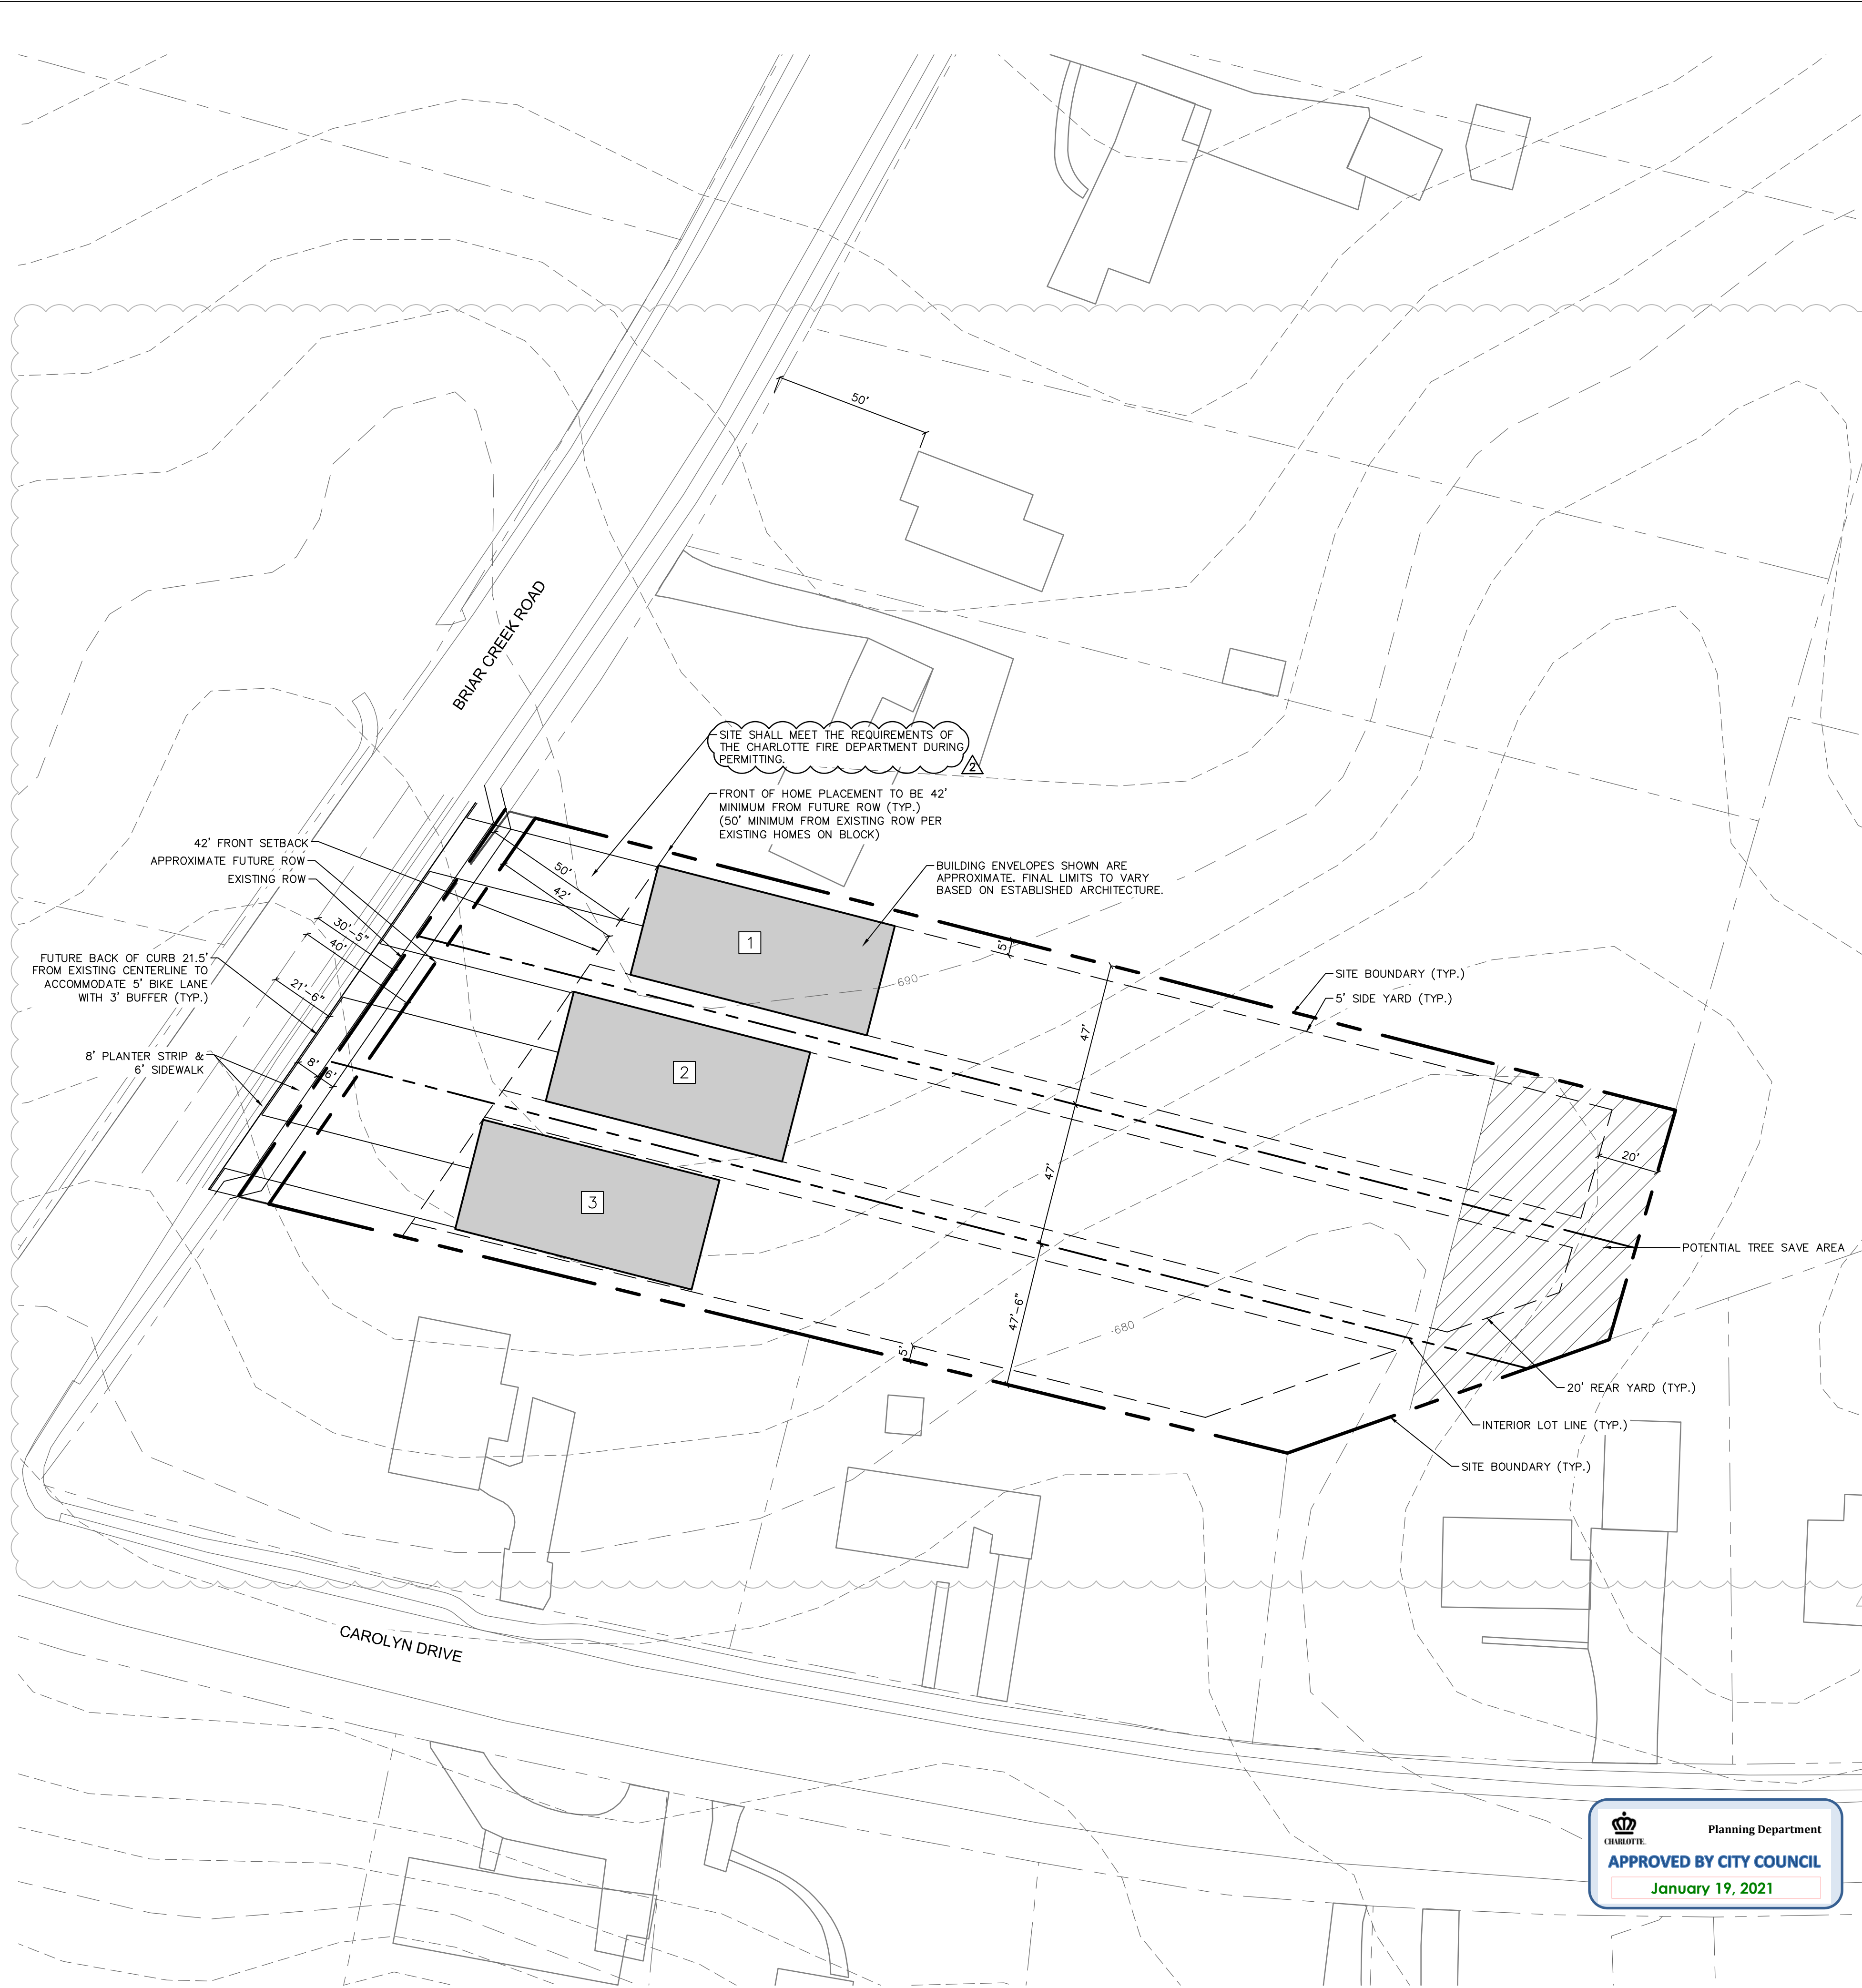 50'
BRIAR CREEK ROAD
SITE SHALL MEET THE REQUIREMENTS OF
THE CHARLOTTE FIRE DEPARTMENT DURING
PERMITTING.
2
FRONT OF HOME PLACEMENT TO BE 42'
MINIMUM FROM FUTURE ROW (TYP.)
(50' MINIMUM FROM EXISTING ROW PER
EXISTING HOMES ON BLOCK)
42' FRONT SETBACK
APPROXIMATE FUTURE ROW
EXISTING ROW
50'
42'
BUILDING ENVELOPES SHOWN ARE
APPROXIMATE. FINAL LIMITS TO VARY
BASED ON ESTABLISHED ARCHITECTURE.
30'-5"
40'
1
5'
690
FUTURE BACK OF CURB 21.5'
FROM EXISTING CENTERLINE TO
ACCOMMODATE 5' BIKE LANE
WITH 3' BUFFER (TYP.)
21'-6"
SITE BOUNDARY (TYP.)
5' SIDE YARD (TYP.)
47'
8' PLANTER STRIP &
6' SIDEWALK
8'
6'
2
47'
20'
3
POTENTIAL TREE SAVE AREA
47'-6"
680
5'
20' REAR YARD (TYP.)
INTERIOR LOT LINE (TYP.)
SITE BOUNDARY (TYP.)
CAROLYN DRIVE
CHARLOTTE.
Planning Department
APPROVED BY CITY COUNCIL
January 19, 2021